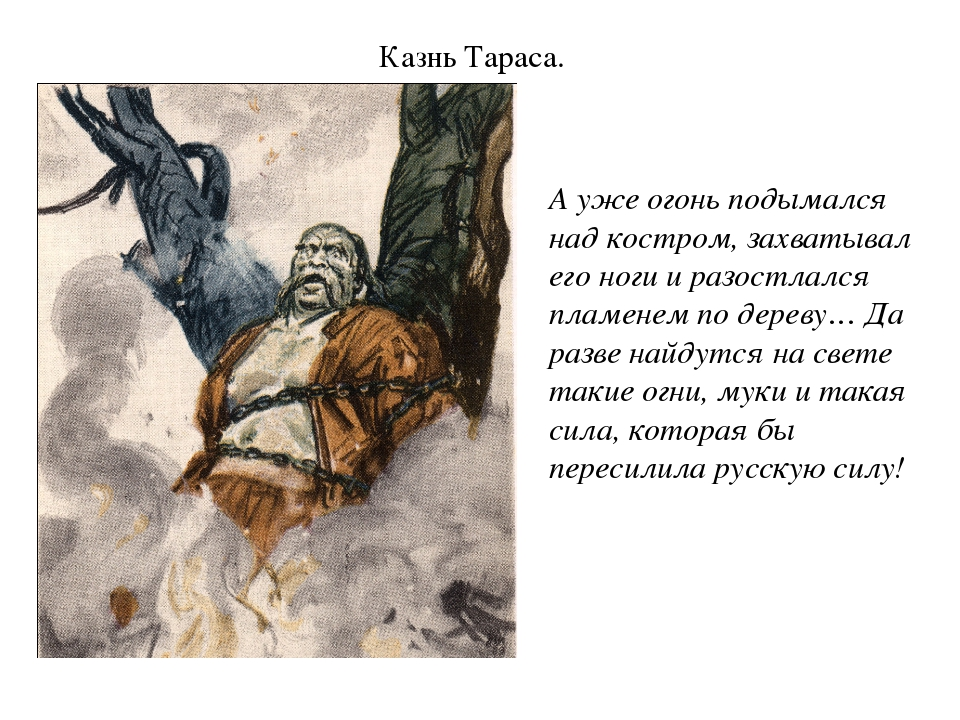 Казнь Тараса.
А уже огонь подымался
над костром, захватывал
его ноги и разостлался
пламенем по дереву… Да
разве найдутся на свете
такие огни, муки и такая
сила, которая бы
пересилила русскую силу!